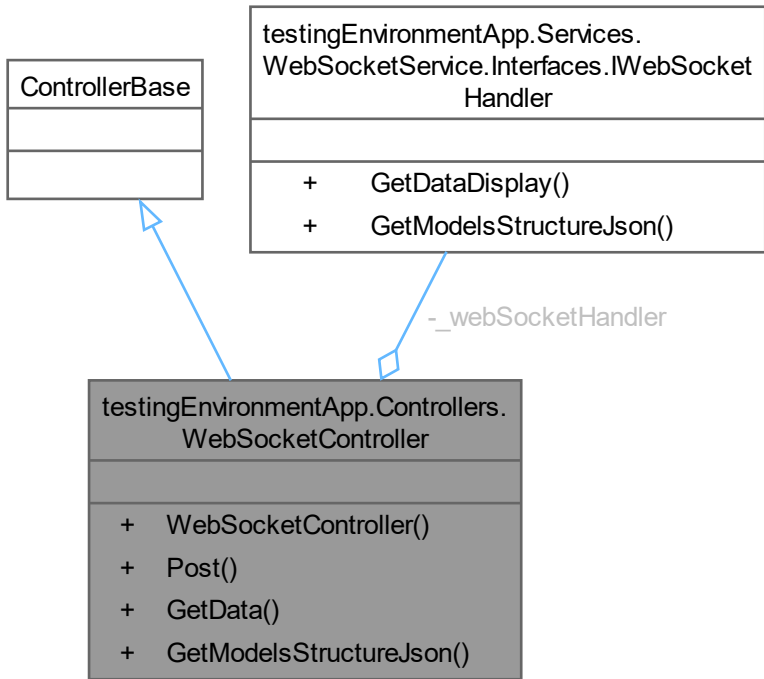 ControllerBase
testingEnvironmentApp.Services.
WebSocketService.Interfaces.IWebSocket
Handler
+ GetDataDisplay()
+ GetModelsStructureJson()
-_webSocketHandler
testingEnvironmentApp.Controllers.
WebSocketController
+ WebSocketController()
+ Post()
+ GetData()
+ GetModelsStructureJson()